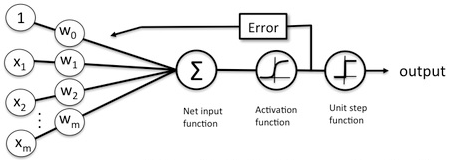 1
w0
Error
x1
w1
Σ
output
x2
w2
⋮
wm
xm
Net input
function
Activation
function
Unit step
function